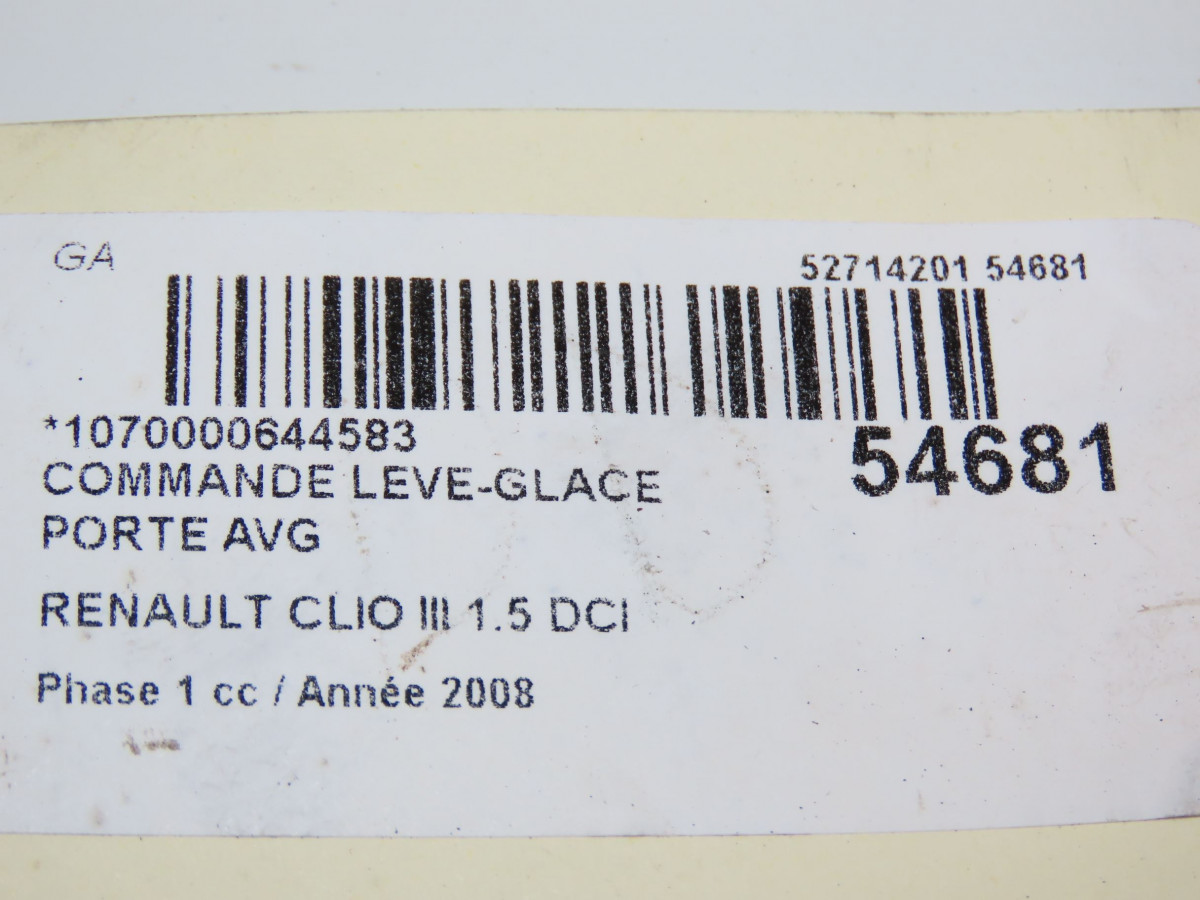 GA
52714201 54681
*1070000644583
54681
COMMANDE LEVE-GLACE
PORTE AVG
RENAULT CLIO III 1.5 DCI
Phase 1 cc / Année 2008